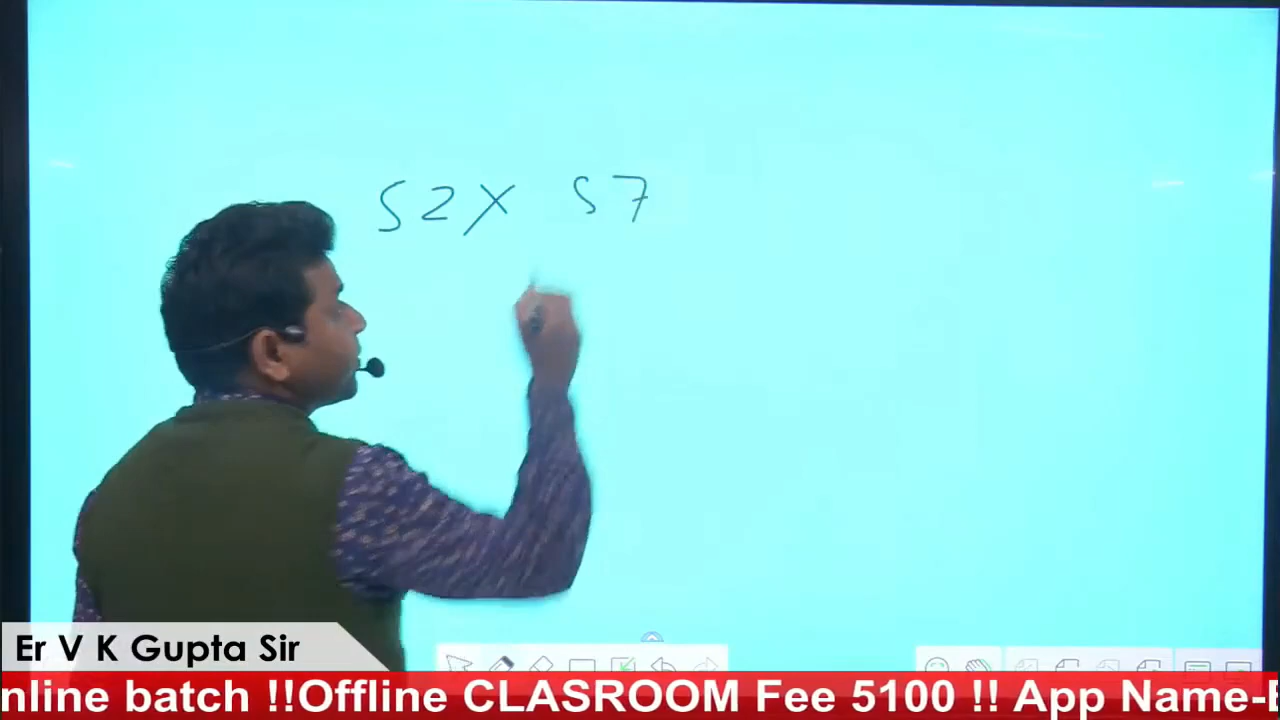 52 X 57
Er V K Gupta Sir
nline batch !!Offline CLASROOM Fee 5100 !! App Name-E